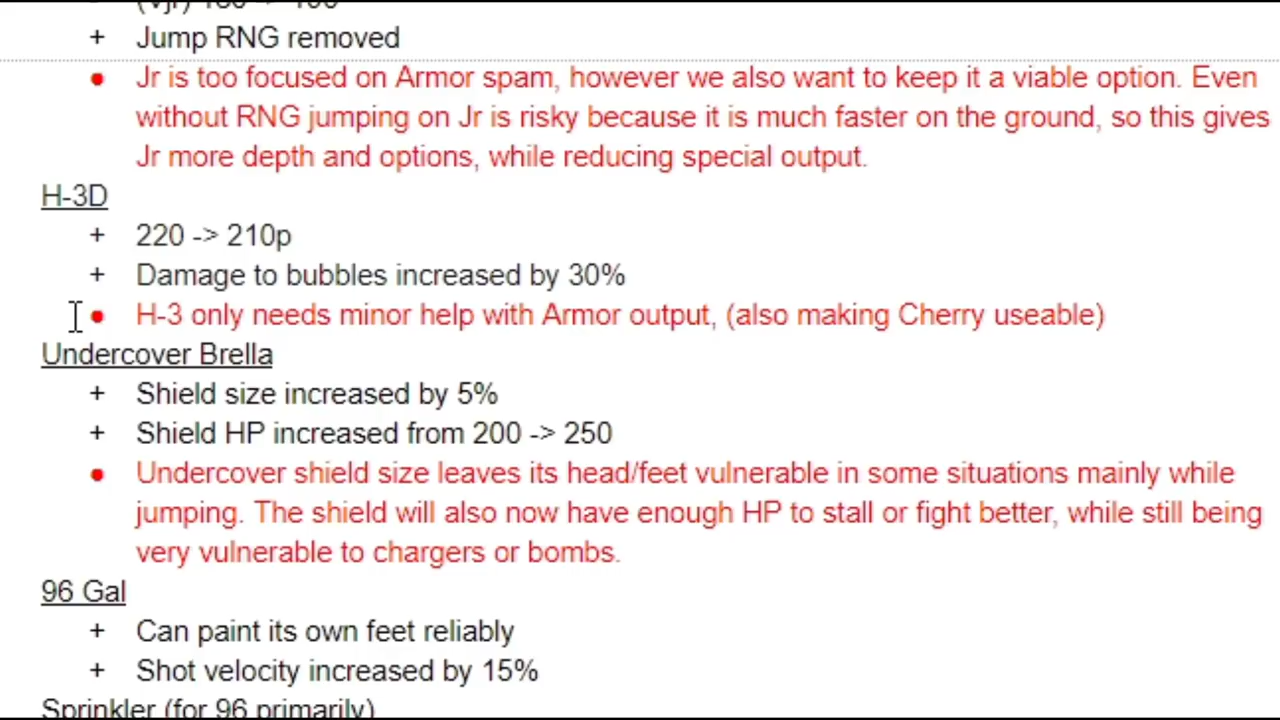 + Jump RNG removed
● Jr is too focused on Armor spam, however we also want to keep it a viable option. Even
without RNG jumping on Jr is risky because it is much faster on the ground, so this gives
Jr more depth and options, while reducing special output.
H-3D
+ 220 -> 210p
+ Damage to bubbles increased by 30%
● H-3 only needs minor help with Armor output, (also making Cherry useable)
Undercover Brella
+ Shield size increased by 5%
+ Shield HP increased from 200 -> 250
● Undercover shield size leaves its head/feet vulnerable in some situations mainly while
jumping. The shield will also now have enough HP to stall or fight better, while still being
very vulnerable to chargers or bombs.
96 Gal
+ Can paint its own feet reliably
+ Shot velocity increased by 15%
Sprinkler (for 96 primarily)